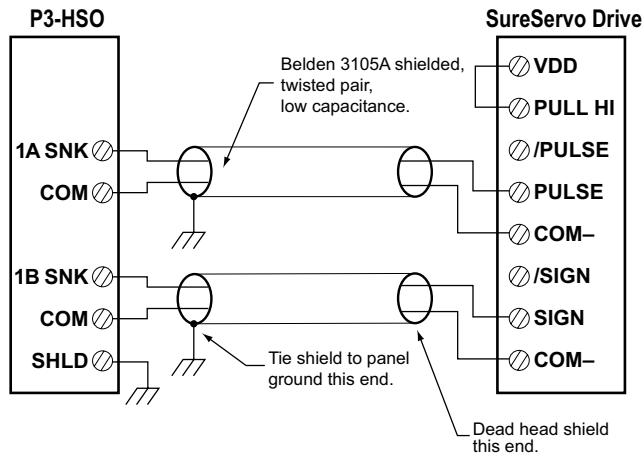 P3-HSO
SureServo Drive
Belden 3105A shielded,
twisted pair,
low capacitance.
1A SNK
COM
1B SNK
COM
SHLD
VDD
PULL HI
/PULSE
PULSE
COM–
/SIGN
SIGN
COM–
Tie shield to panel
ground this end.
Dead head shield
this end.